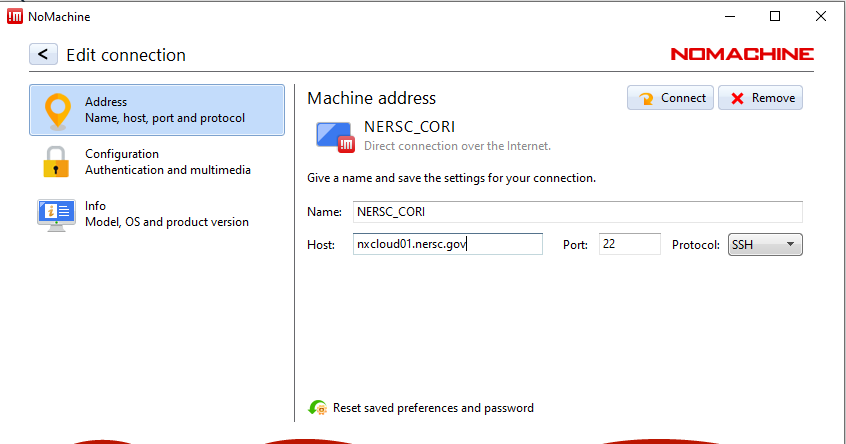 !m NoMachine
< Edit connection
NOMACHINE
Address
Name, host, port and protocol
Configuration
Authentication and multimedia
i Info
Model, OS and product version
Machine address
Connect
Remove
!m NERSC_CORI
Direct connection over the Internet.
Give a name and save the settings for your connection.
Name: NERSC_CORI
Host: nxcloud01.nersc.gov Port: 22 Protocol: SSH
Reset saved preferences and password